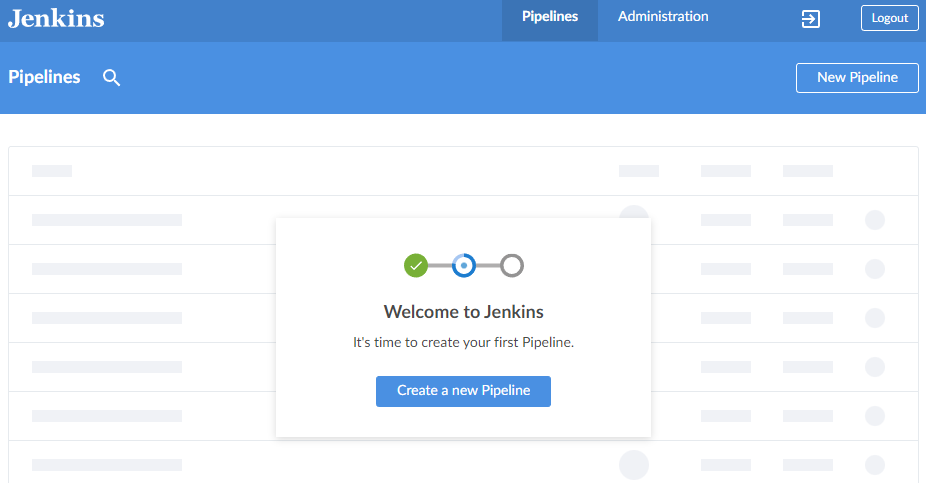 Jenkins
Pipelines
Administration
Logout
Pipelines
New Pipeline
Welcome to Jenkins
It's time to create your first Pipeline.
Create a new Pipeline